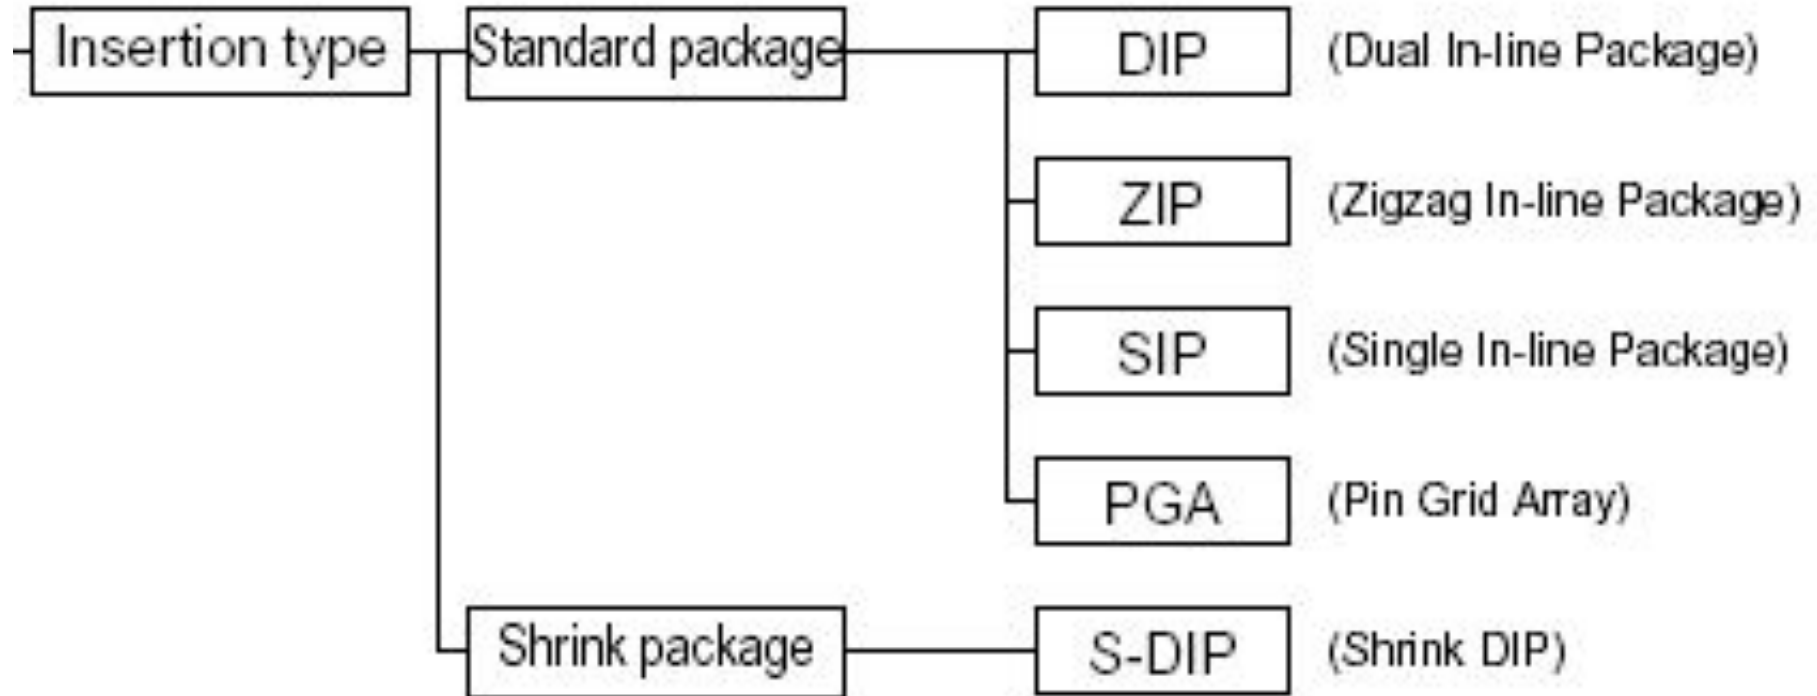 Insertion type
Standard package
DIP (Dual In-line Package)
ZIP (Zigzag In-line Package)
SIP (Single In-line Package)
PGA (Pin Grid Array)
Shrink package
S-DIP (Shrink DIP)